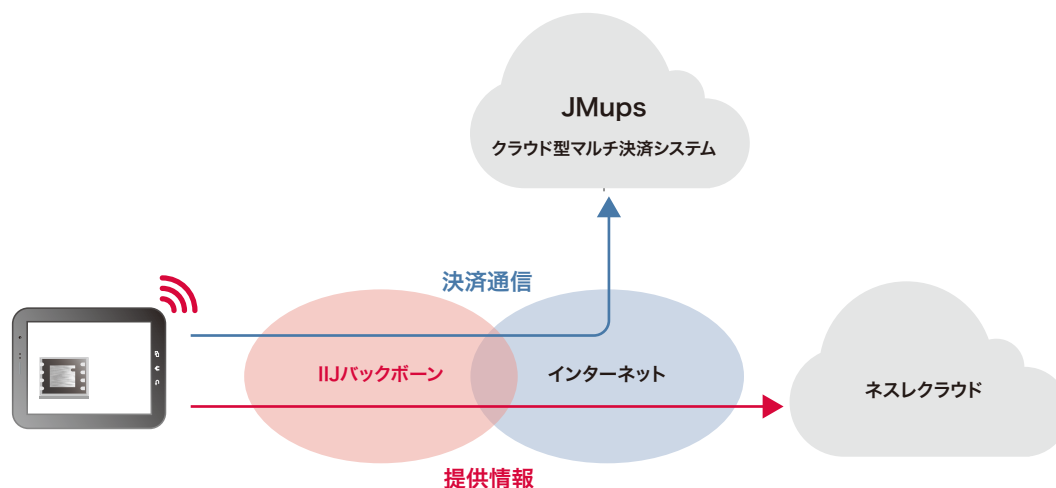 JMups
クラウド型マルチ決済システム
決済通信
IIJバックボーン
インターネット
ネスレクラウド
提供情報